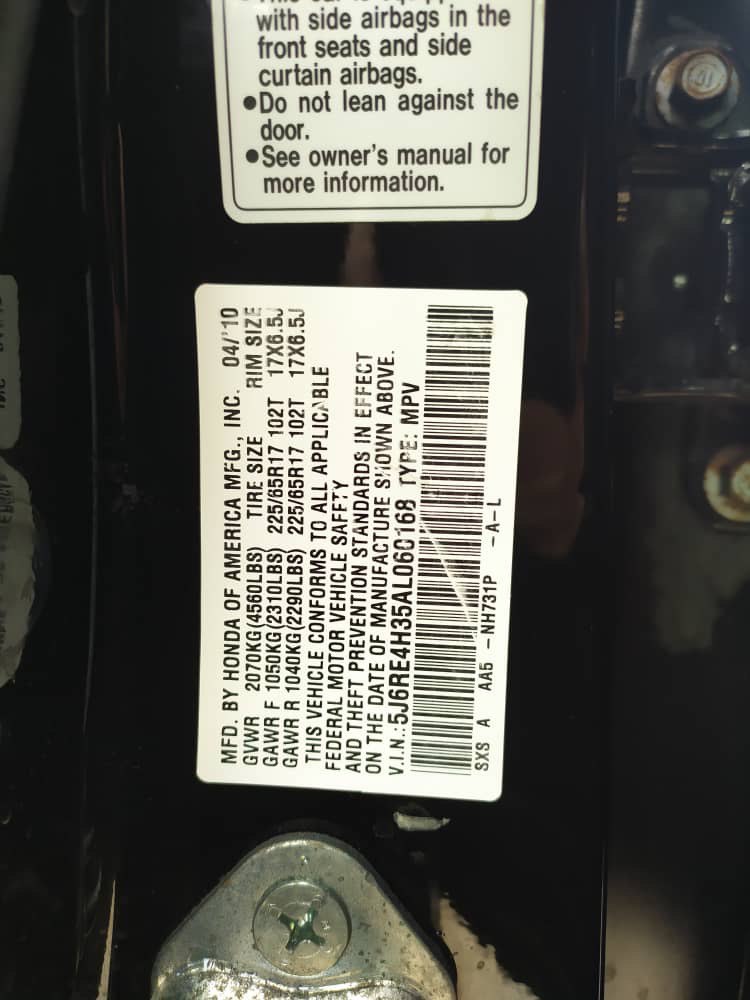 with side airbags in the
front seats and side
curtain airbags.
●Do not lean against the
door.
●See owner's manual for
more information.
MFD. BY HONDA OF AMERICA MFG., INC. 04/'10
GVWR 2070KG(4560LBS) TIRE SIZE RIM SIZE
GAWR F 1050KG(2310LBS) 225/65R17 102T 17X6.5J
GAWR R 1040KG(2290LBS) 225/65R17 102T 17X6.5J
THIS VEHICLE CONFORMS TO ALL APPLICABLE
FEDERAL MOTOR VEHICLE SAFETY
AND THEFT PREVENTION STANDARDS IN EFFECT
ON THE DATE OF MANUFACTURE SHOWN ABOVE.
V.I.N.:5J6RE4H35AL060168 TYPE: MPV
SXS A AA5 -NH731P -A-L